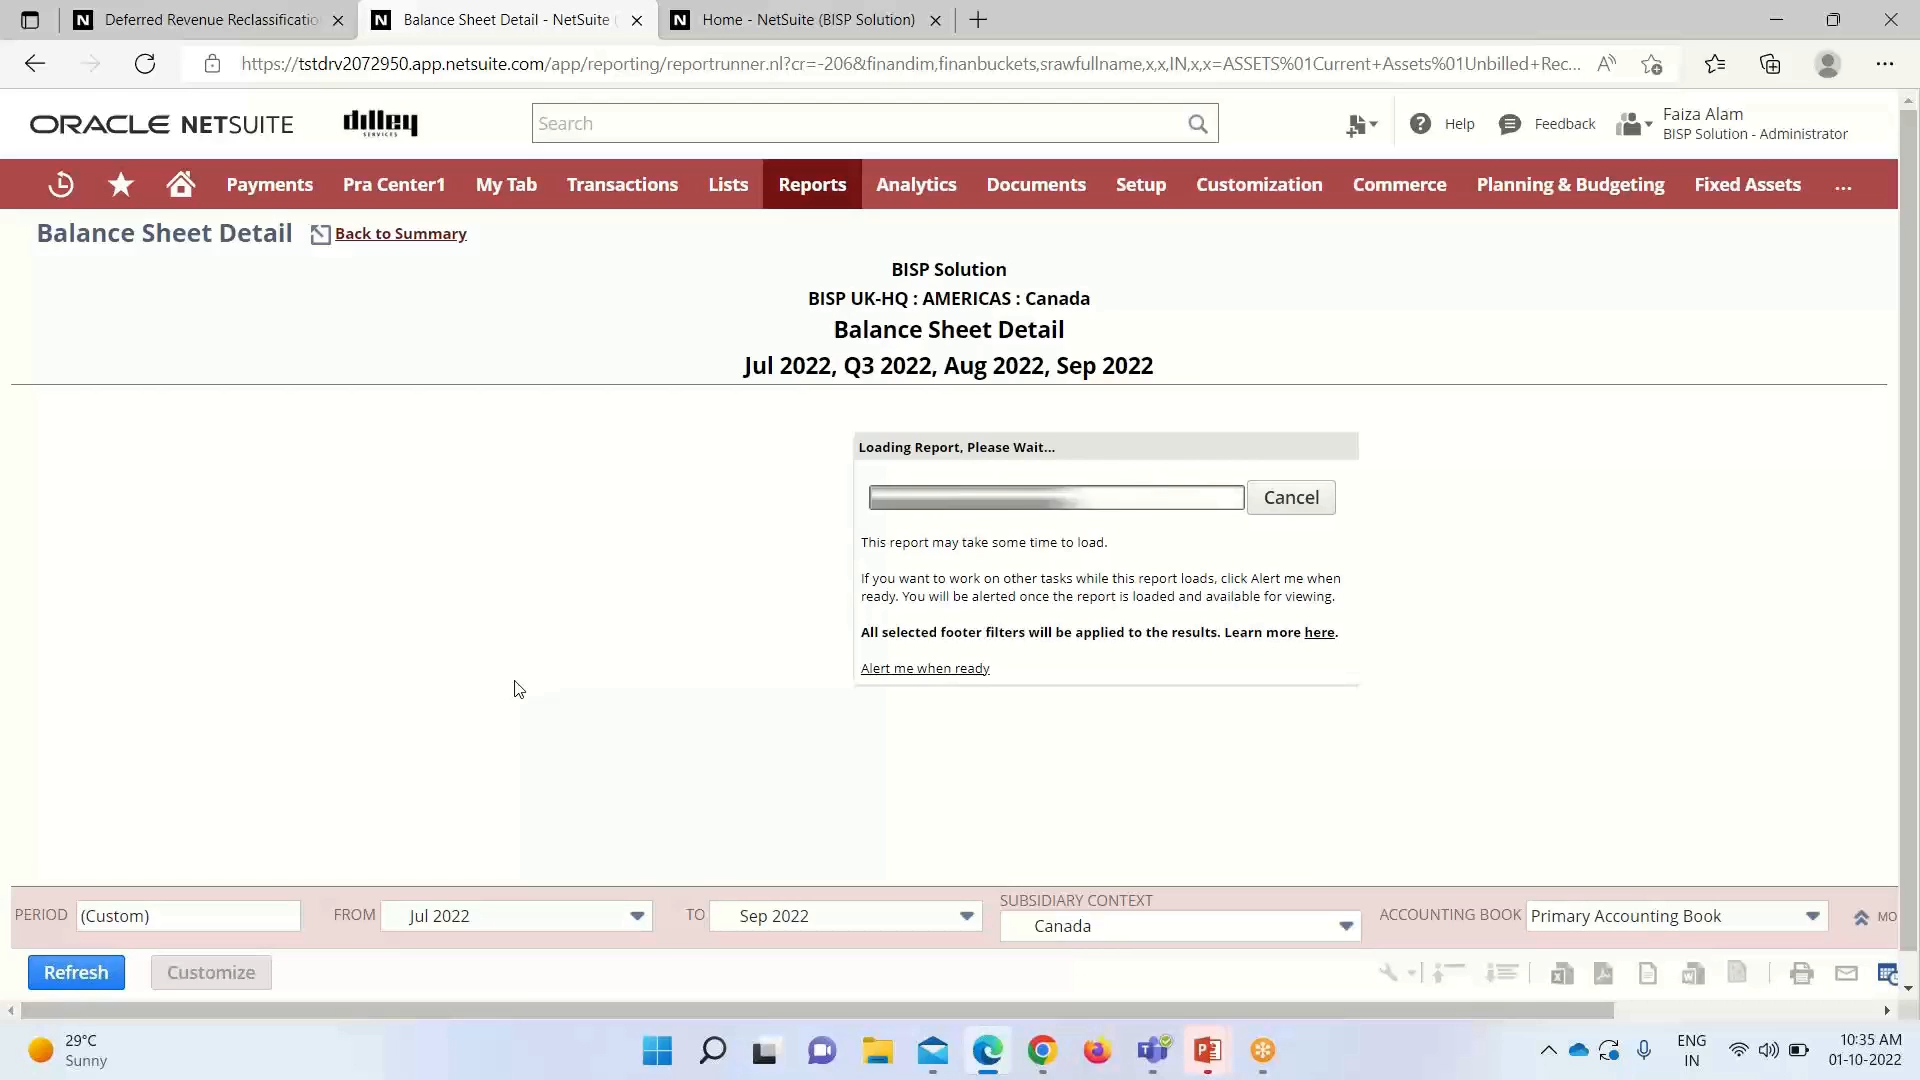 Deferred Revenue Reclassificatio
Balance Sheet Detail - NetSuite (
Home - NetSuite (BISP Solution)
https://tstdrv2072950.app.netsuite.com/app/reporting/reportrunner.nl?cr=-206&finandim,finanbuckets,srawfullname,x,x,IN,x,x=ASSETS%01Current+Assets%01Unbilled+Rec...
ORACLE NETSUITE
dilley
SERVICES
Search
Help
Feedback
Faiza Alam
BISP Solution - Administrator
Payments
Pra Center1
My Tab
Transactions
Lists
Reports
Analytics
Documents
Setup
Customization
Commerce
Planning & Budgeting
Fixed Assets
...
Balance Sheet Detail
Back to Summary
BISP Solution
BISP UK-HQ : AMERICAS : Canada
Balance Sheet Detail
Jul 2022, Q3 2022, Aug 2022, Sep 2022
Loading Report, Please Wait...
Cancel
This report may take some time to load.
If you want to work on other tasks while this report loads, click Alert me when
ready. You will be alerted once the report is loaded and available for viewing.
All selected footer filters will be applied to the results. Learn more here.
Alert me when ready
PERIOD
(Custom)
FROM
Jul 2022
TO
Sep 2022
SUBSIDIARY CONTEXT
Canada
ACCOUNTING BOOK
Primary Accounting Book
MO
Refresh
Customize
29°C
Sunny
ENG
IN
10:35 AM
01-10-2022